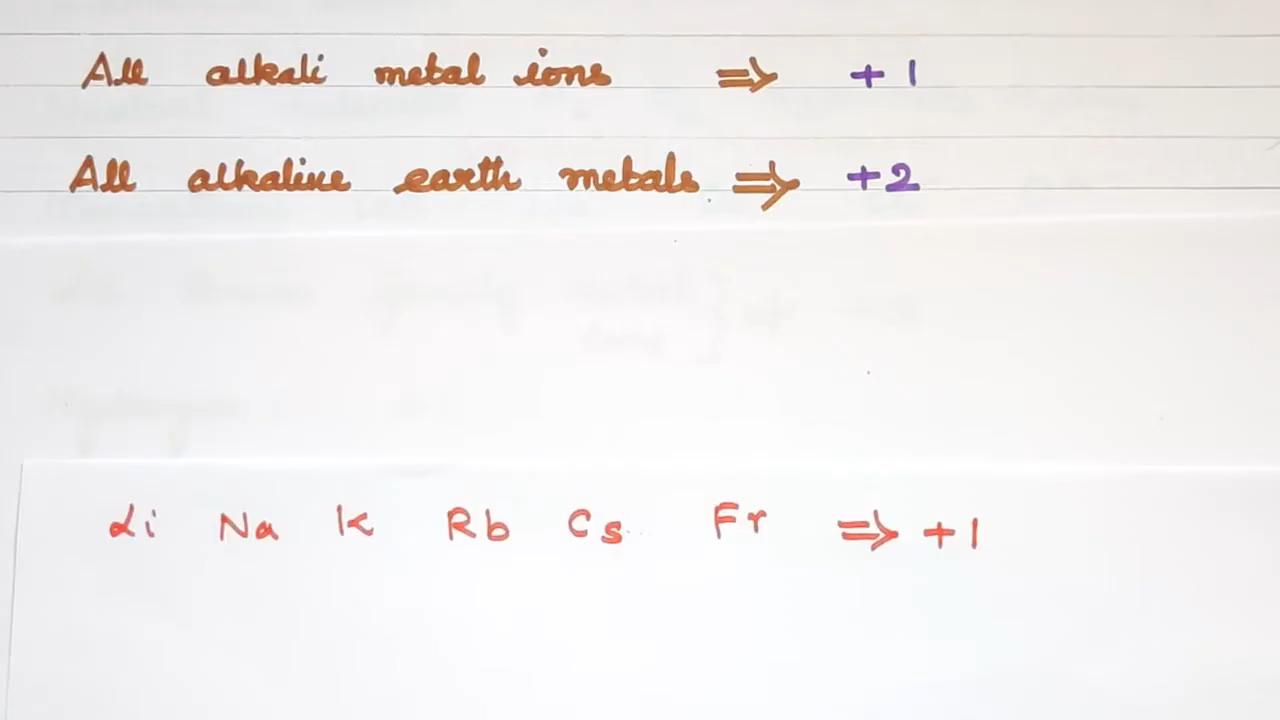 All alkali metal ions ⇒ +1
All alkaline earth metals ⇒ +2
Li Na K Rb Cs Fr ⇒ +1